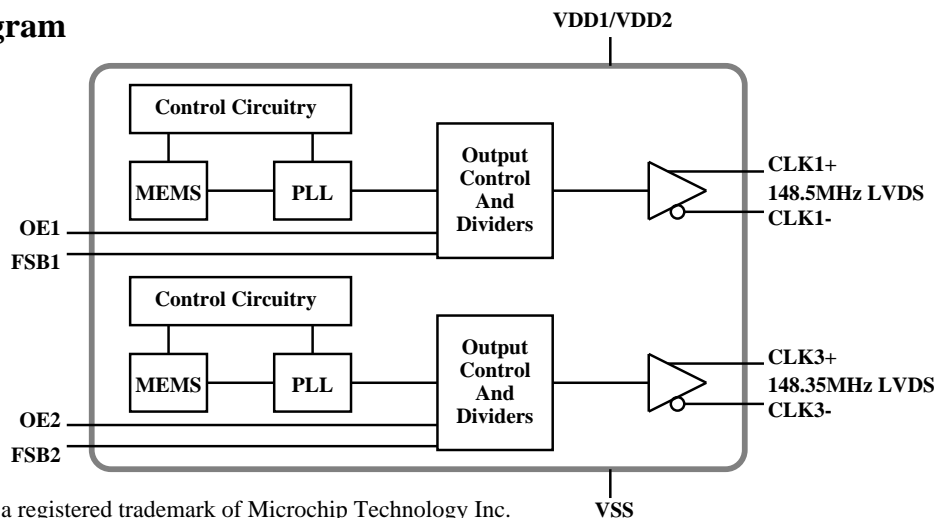 gram
VDD1/VDD2
Control Circuitry
MEMS
PLL
Output
Control
And
Dividers
CLK1+
148.5MHz LVDS
CLK1-
OE1
FSB1
Control Circuitry
MEMS
PLL
Output
Control
And
Dividers
CLK3+
148.35MHz LVDS
CLK3-
OE2
FSB2
VSS
a registered trademark of Microchip Technology Inc.